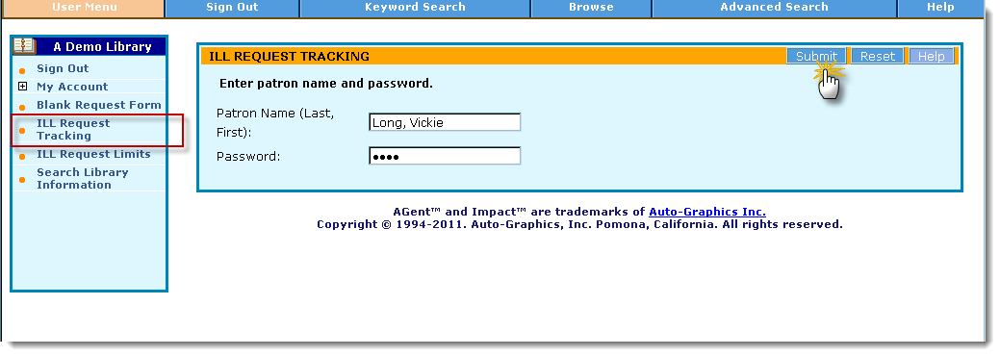 User Menu Sign Out Keyword Search Browse Advanced Search Help
A Demo Library
Sign Out
My Account
Blank Request Form
ILL Request
Tracking
ILL Request Limits
Search Library
Information
ILL REQUEST TRACKING Submit Reset Help
Enter patron name and password.
Patron Name (Last,
First):
Long, Vickie
Password: ●●●●
AGent™ and Impact™ are trademarks of Auto-Graphics Inc.
Copyright © 1994-2011. Auto-Graphics, Inc. Pomona, California. All rights reserved.